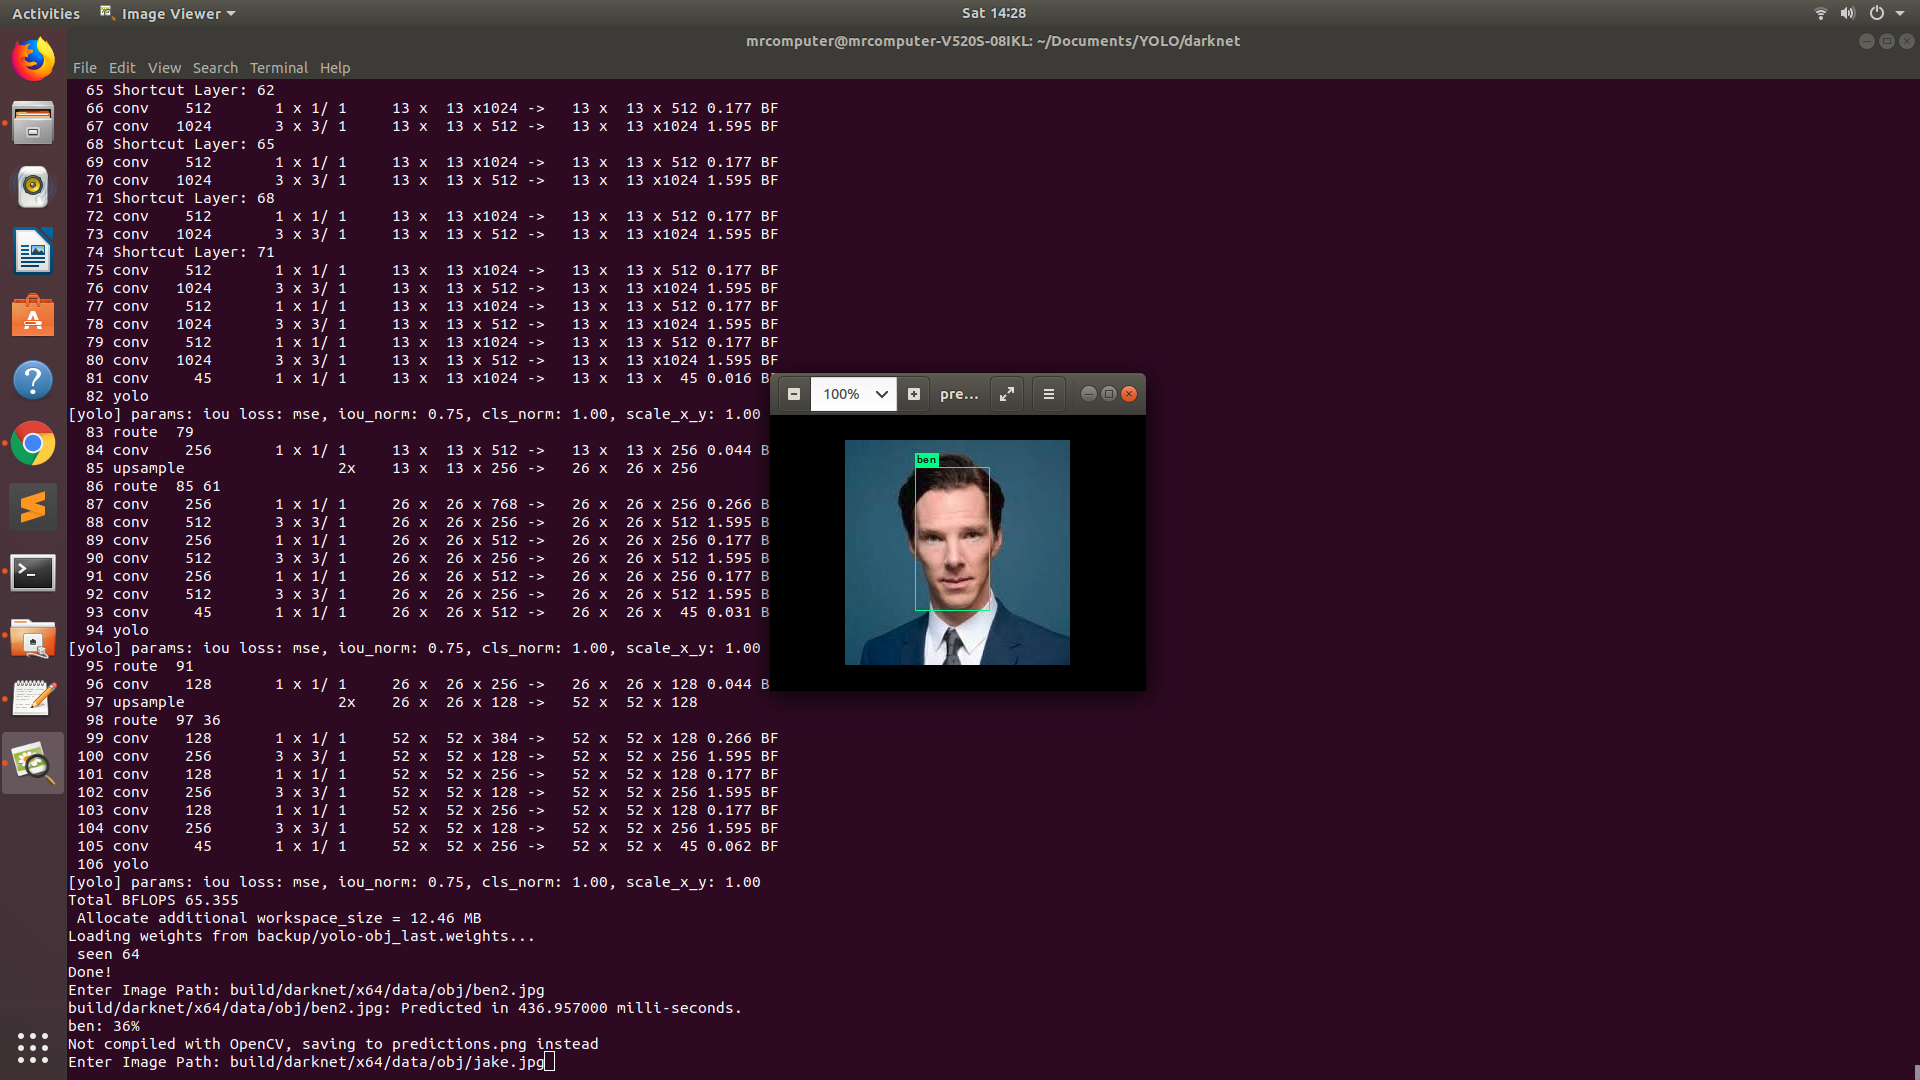 Activities Image Viewer Sat 14:28
mrcomputer@mrcomputer-V520S-08IKL: ~/Documents/YOLO/darknet
File Edit View Search Terminal Help
65 Shortcut Layer: 62
66 conv 512 1 x 1/ 1 13 x 13 x1024 -> 13 x 13 x 512 0.177 BF
67 conv 1024 3 x 3/ 1 13 x 13 x 512 -> 13 x 13 x1024 1.595 BF
68 Shortcut Layer: 65
69 conv 512 1 x 1/ 1 13 x 13 x1024 -> 13 x 13 x 512 0.177 BF
70 conv 1024 3 x 3/ 1 13 x 13 x 512 -> 13 x 13 x1024 1.595 BF
71 Shortcut Layer: 68
72 conv 512 1 x 1/ 1 13 x 13 x1024 -> 13 x 13 x 512 0.177 BF
73 conv 1024 3 x 3/ 1 13 x 13 x 512 -> 13 x 13 x1024 1.595 BF
74 Shortcut Layer: 71
75 conv 512 1 x 1/ 1 13 x 13 x1024 -> 13 x 13 x 512 0.177 BF
76 conv 1024 3 x 3/ 1 13 x 13 x 512 -> 13 x 13 x1024 1.595 BF
77 conv 512 1 x 1/ 1 13 x 13 x1024 -> 13 x 13 x 512 0.177 BF
78 conv 1024 3 x 3/ 1 13 x 13 x 512 -> 13 x 13 x1024 1.595 BF
79 conv 512 1 x 1/ 1 13 x 13 x1024 -> 13 x 13 x 512 0.177 BF
80 conv 1024 3 x 3/ 1 13 x 13 x 512 -> 13 x 13 x1024 1.595 BF
81 conv 45 1 x 1/ 1 13 x 13 x1024 -> 13 x 13 x 45 0.016 B
82 yolo
[yolo] params: iou loss: mse, iou_norm: 0.75, cls_norm: 1.00, scale_x_y: 1.00
83 route 79
84 conv 256 1 x 1/ 1 13 x 13 x 512 -> 13 x 13 x 256 0.044 B
85 upsample 2x 13 x 13 x 256 -> 26 x 26 x 256
86 route 85 61
87 conv 256 1 x 1/ 1 26 x 26 x 768 -> 26 x 26 x 256 0.266 B
88 conv 512 3 x 3/ 1 26 x 26 x 256 -> 26 x 26 x 512 1.595 B
89 conv 256 1 x 1/ 1 26 x 26 x 512 -> 26 x 26 x 256 0.177 B
90 conv 512 3 x 3/ 1 26 x 26 x 256 -> 26 x 26 x 512 1.595 B
91 conv 256 1 x 1/ 1 26 x 26 x 512 -> 26 x 26 x 256 0.177 B
92 conv 512 3 x 3/ 1 26 x 26 x 256 -> 26 x 26 x 512 1.595 B
93 conv 45 1 x 1/ 1 26 x 26 x 512 -> 26 x 26 x 45 0.031 B
94 yolo
[yolo] params: iou loss: mse, iou_norm: 0.75, cls_norm: 1.00, scale_x_y: 1.00
95 route 91
96 conv 128 1 x 1/ 1 26 x 26 x 256 -> 26 x 26 x 128 0.044 B
97 upsample 2x 26 x 26 x 128 -> 52 x 52 x 128
98 route 97 36
99 conv 128 1 x 1/ 1 52 x 52 x 384 -> 52 x 52 x 128 0.266 BF
100 conv 256 3 x 3/ 1 52 x 52 x 128 -> 52 x 52 x 256 1.595 BF
101 conv 128 1 x 1/ 1 52 x 52 x 256 -> 52 x 52 x 128 0.177 BF
102 conv 256 3 x 3/ 1 52 x 52 x 128 -> 52 x 52 x 256 1.595 BF
103 conv 128 1 x 1/ 1 52 x 52 x 256 -> 52 x 52 x 128 0.177 BF
104 conv 256 3 x 3/ 1 52 x 52 x 128 -> 52 x 52 x 256 1.595 BF
105 conv 45 1 x 1/ 1 52 x 52 x 256 -> 52 x 52 x 45 0.062 BF
106 yolo
[yolo] params: iou loss: mse, iou_norm: 0.75, cls_norm: 1.00, scale_x_y: 1.00
Total BFLOPS 65.355
Allocate additional workspace_size = 12.46 MB
Loading weights from backup/yolo-obj_last.weights...
seen 64
Done!
Enter Image Path: build/darknet/x64/data/obj/ben2.jpg
build/darknet/x64/data/obj/ben2.jpg: Predicted in 436.957000 milli-seconds.
ben: 36%
Not compiled with OpenCV, saving to predictions.png instead
Enter Image Path: build/darknet/x64/data/obj/jake.jpg
100% pre...
ben